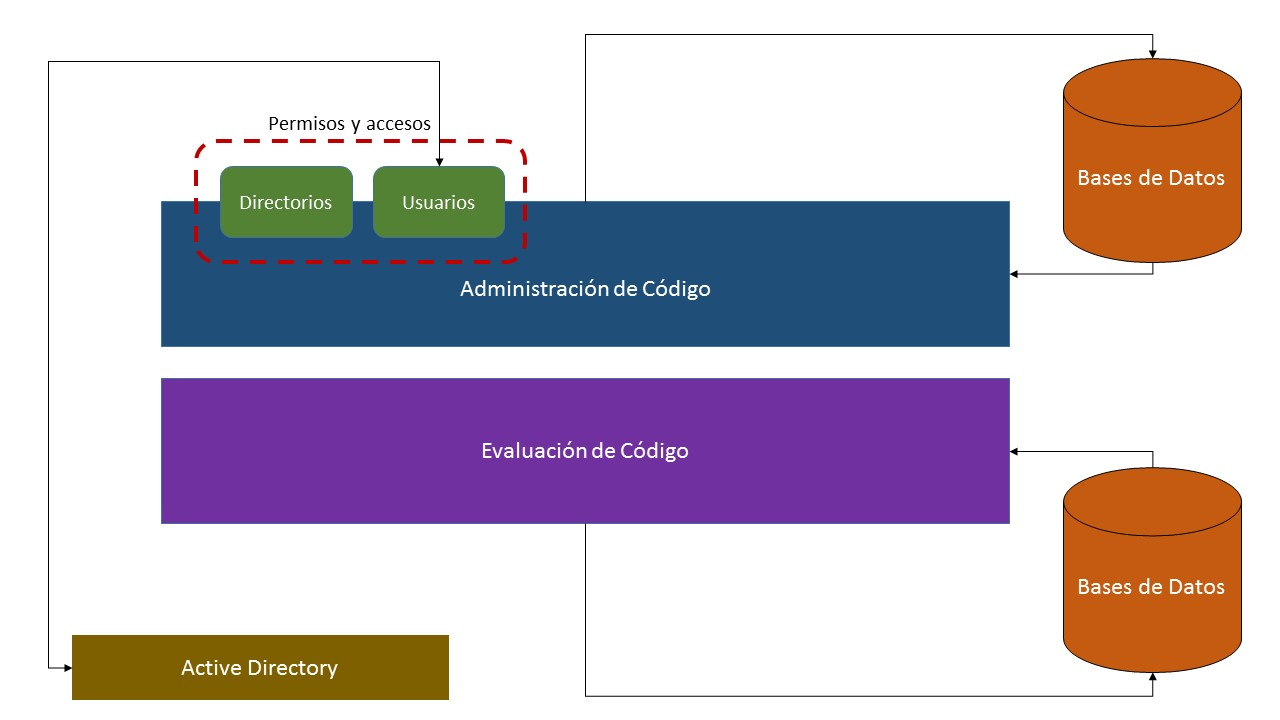 Permisos y accesos
Directorios
Usuarios
Bases de Datos
Administración de Código
Evaluación de Código
Bases de Datos
Active Directory